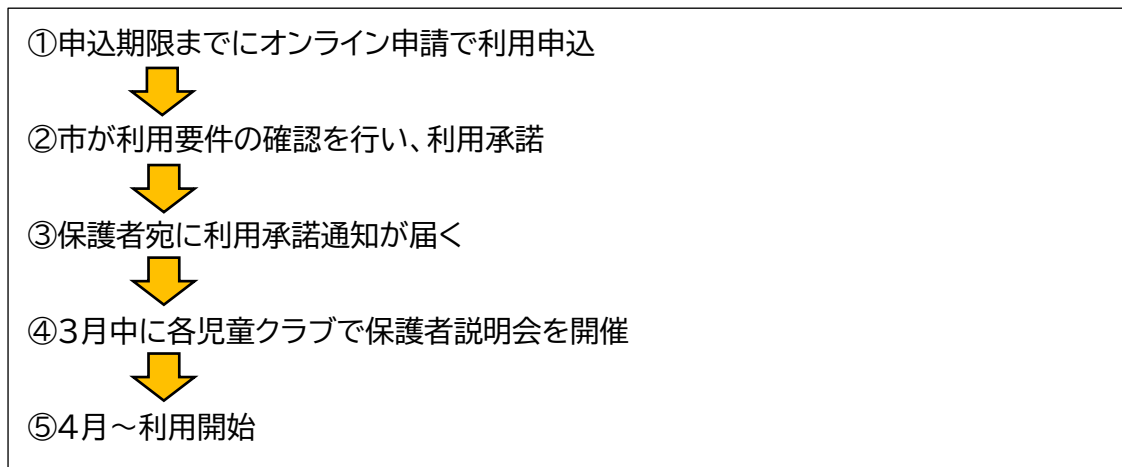 ①申込期限までにオンライン申請で利用申込
②市が利用要件の確認を行い、利用承諾
③保護者宛に利用承諾通知が届く
④3月中に各児童クラブで保護者説明会を開催
⑤4月～利用開始